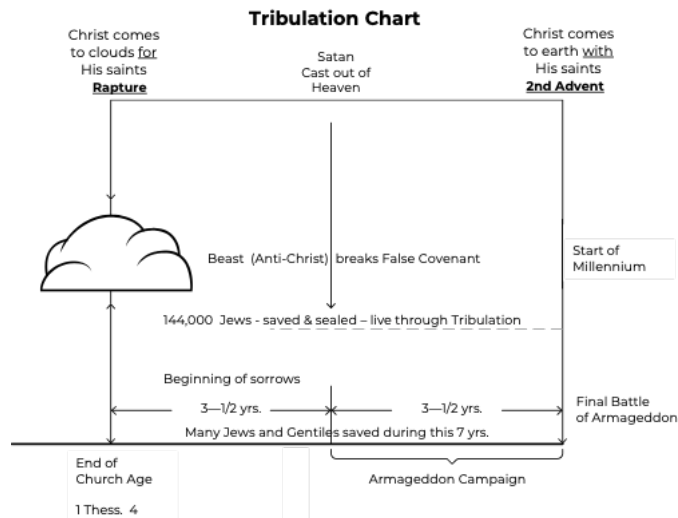 Tribulation Chart
Christ comes
to clouds for
His saints
Rapture
Satan
Cast out of
Heaven
Christ comes
to earth with
His saints
2nd Advent
Beast (Anti-Christ) breaks False Covenant
Start of
Millennium
144,000 Jews - saved & sealed – live through Tribulation
Beginning of sorrows
3—1/2 yrs.
3—1/2 yrs.
Final Battle
of Armageddon
Many Jews and Gentiles saved during this 7 yrs.
End of
Church Age
1 Thess. 4
Armageddon Campaign